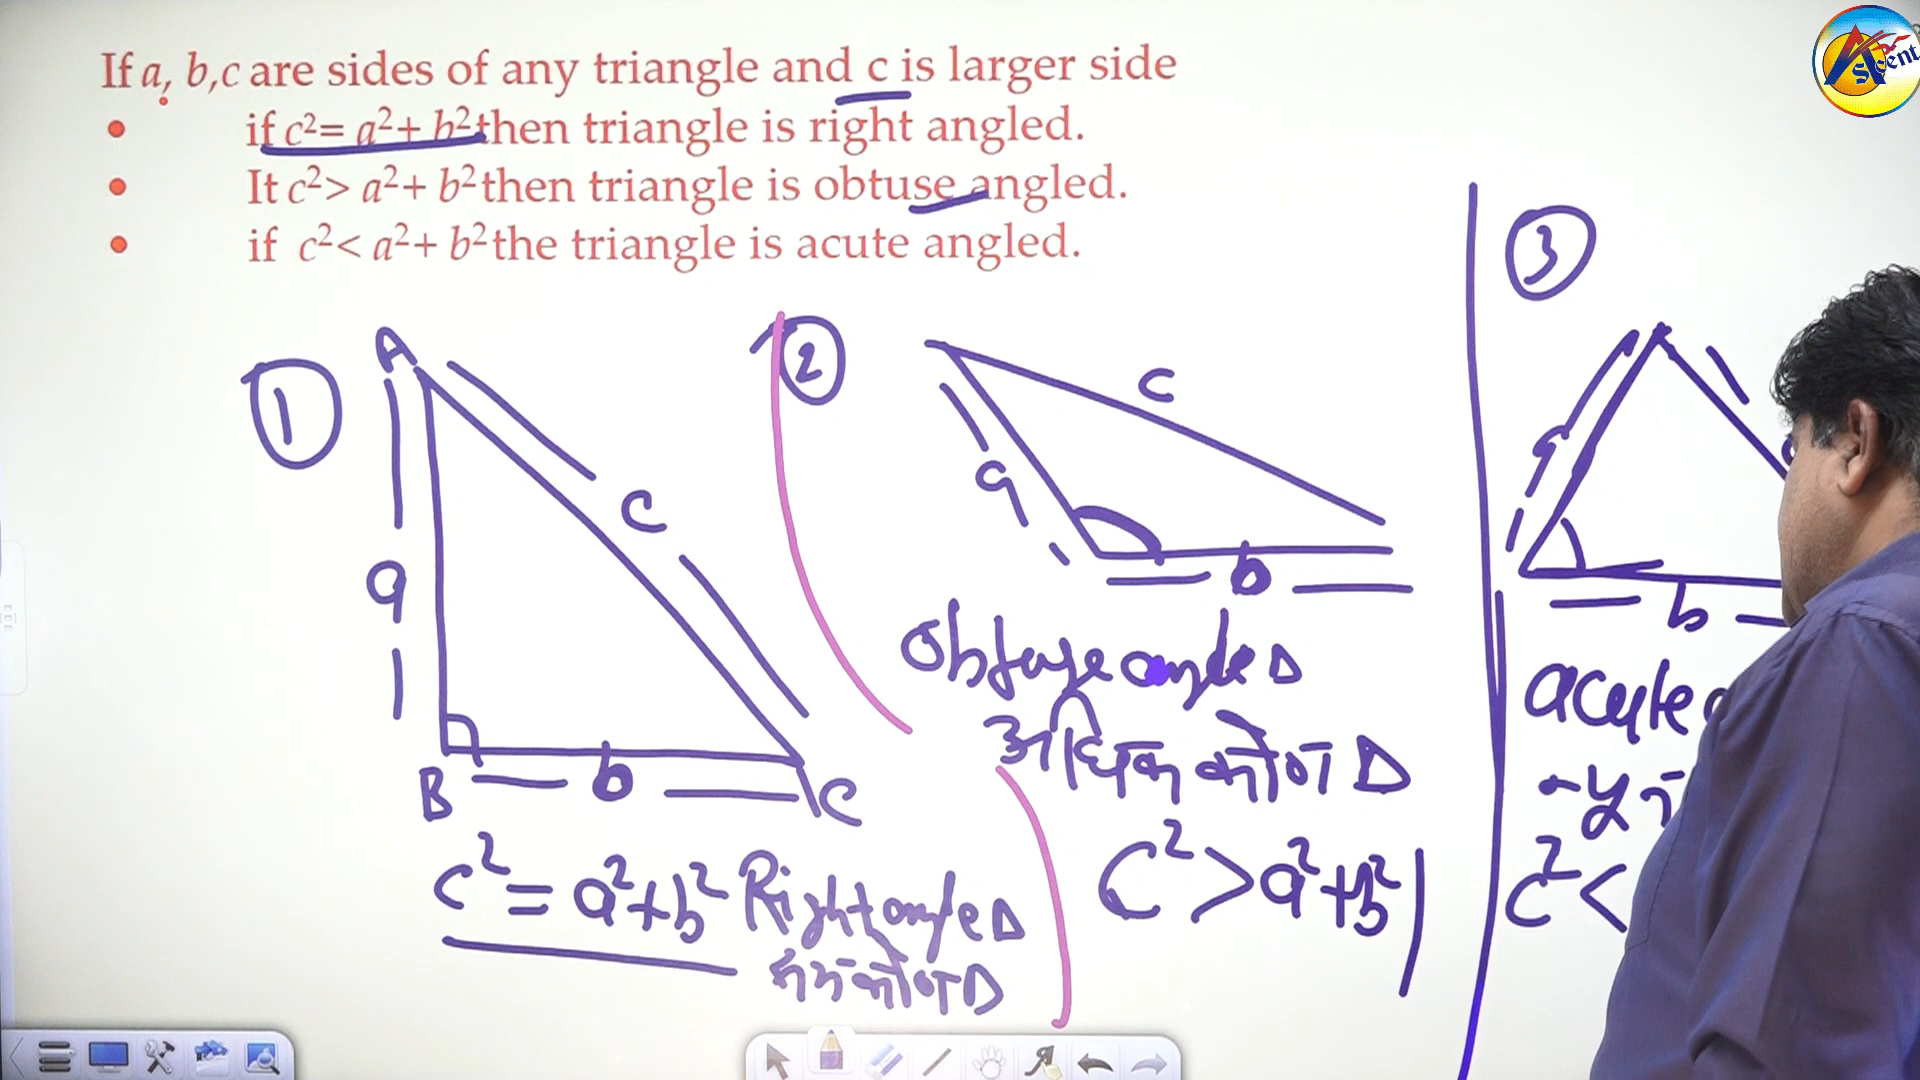 If a, b,c are sides of any triangle and c is larger side
• if c²= a²+ b² then triangle is right angled.
• It c²> a²+ b² then triangle is obtuse angled.
• if c²< a²+ b² the triangle is acute angled.
Ascent
1
A
a
c
B
b
C
c² = a²+b² Right angle Δ
2
c
a
b
Obtuse angle Δ
अधिक कोण Δ
C² > a²+b²
3
b
acute
न्यून
c² <